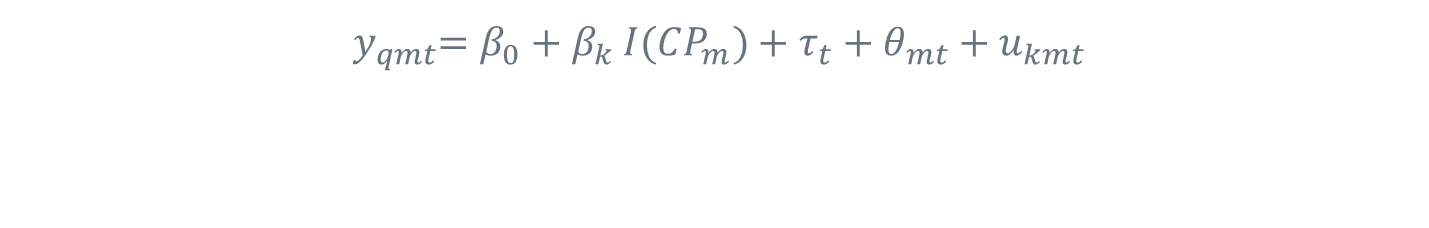 y_{qmt} = β_0 + β_k I(CP_m) + τ_t + θ_{mt} + u_{kmt}